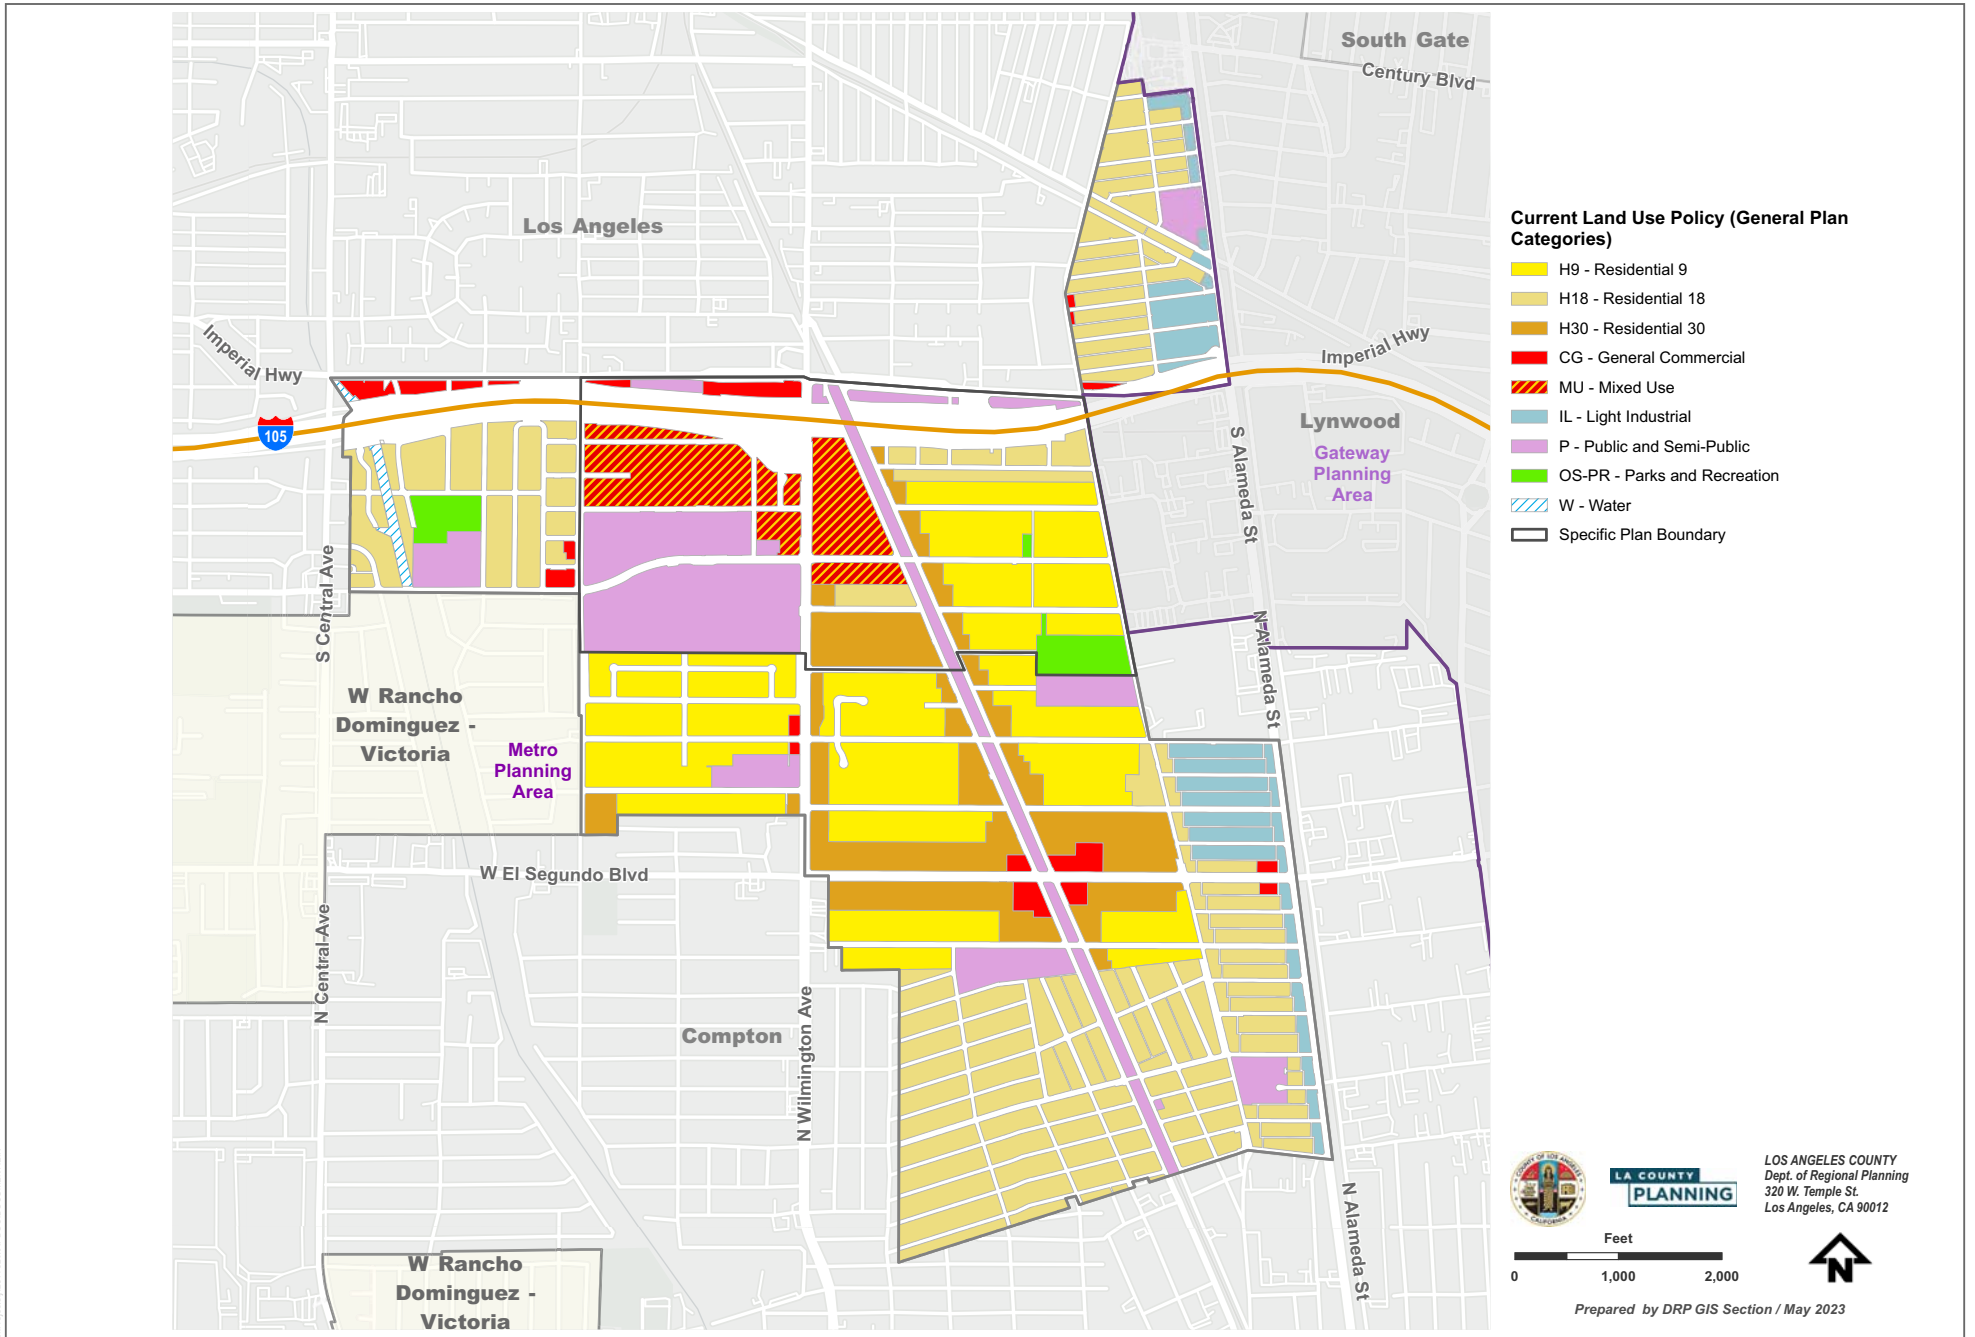 South Gate
Century Blvd
Los Angeles
Imperial Hwy
Imperial Hwy
105
Lynwood
Gateway
Planning
Area
S Alameda St
S Central Ave
N Alameda St
W Rancho
Dominguez -
Victoria
Metro
Planning
Area
W El Segundo Blvd
N Central Ave
N Wilmington Ave
Compton
N Alameda St
W Rancho
Dominguez -
Victoria
Current Land Use Policy (General Plan
Categories)
H9 - Residential 9
H18 - Residential 18
H30 - Residential 30
CG - General Commercial
MU - Mixed Use
IL - Light Industrial
P - Public and Semi-Public
OS-PR - Parks and Recreation
W - Water
Specific Plan Boundary
COUNTY OF LOS ANGELES
CALIFORNIA
LA COUNTY
PLANNING
LOS ANGELES COUNTY
Dept. of Regional Planning
320 W. Temple St.
Los Angeles, CA 90012
Feet
0 1,000 2,000
N
Prepared by DRP GIS Section / May 2023